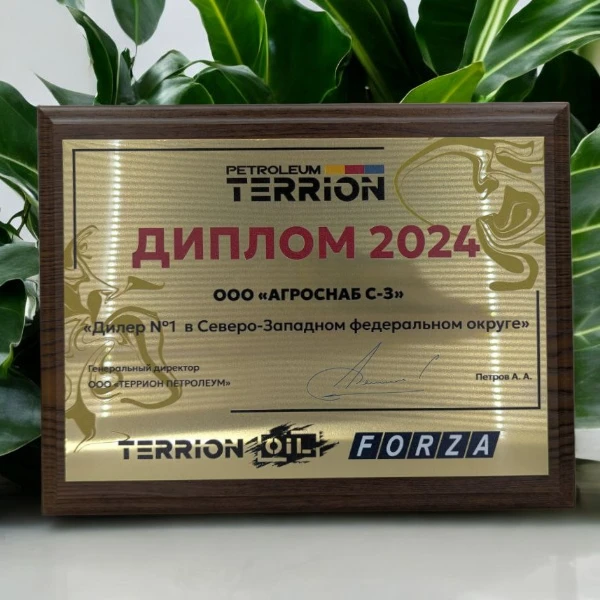 PETROLEUM
TERRION
ДИПЛОМ 2024
ООО «АГРОСНАБ С-З»
«Дилер №1 в Северо-Западном федеральном округе»
Генеральный директор
ООО «ТЕРРИОН ПЕТРОЛЕУМ»
Петров А. А.
TERRION OIL FORZA